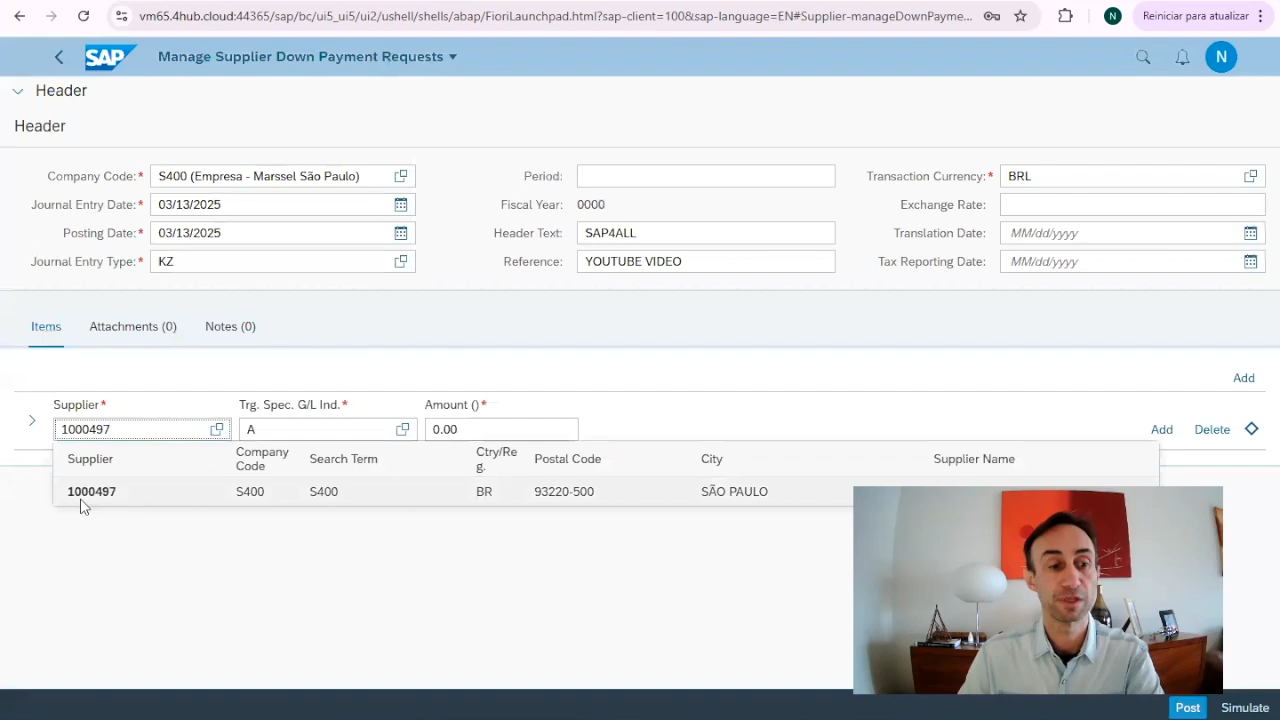 vm65.4hub.cloud:44365/sap/bc/ui5_ui5/ui2/ushell/shells/abap/FioriLaunchpad.html?sap-client=100&sap-language=EN#Supplier-manageDownPayme...
Reiniciar para atualizar
N
SAP Manage Supplier Down Payment Requests N
Header
Header
Company Code:* S400 (Empresa - Marssel São Paulo) Period: Transaction Currency:* BRL
Journal Entry Date:* 03/13/2025 Fiscal Year: 0000 Exchange Rate:
Posting Date:* 03/13/2025 Header Text: SAP4ALL Translation Date: MM/dd/yyyy
Journal Entry Type:* KZ Reference: YOUTUBE VIDEO Tax Reporting Date: MM/dd/yyyy
Items Attachments (0) Notes (0)
Add
Supplier* Trg. Spec. G/L Ind.* Amount ()*
1000497 A 0.00 Add Delete
Supplier Company Code Search Term Ctry/Reg. Postal Code City Supplier Name
1000497 S400 S400 BR 93220-500 SÃO PAULO
Post Simulate